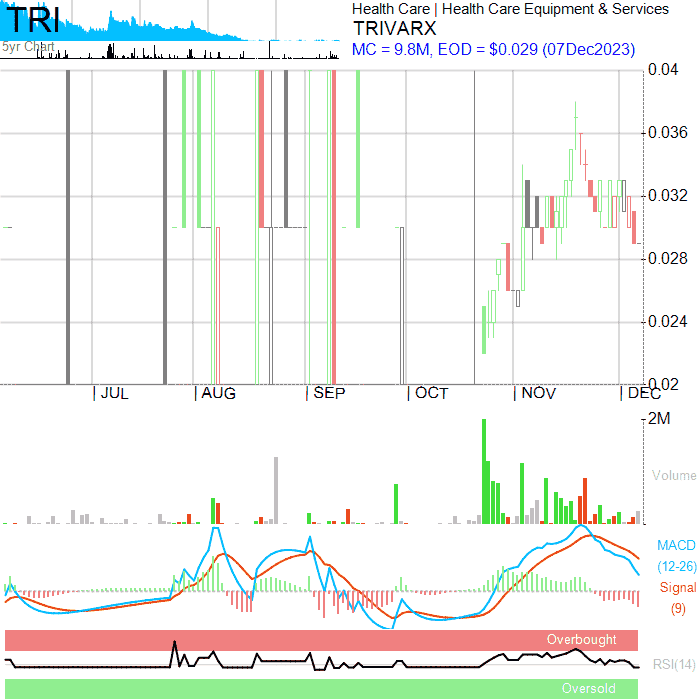 TRI
5yr Chart
Health Care | Health Care Equipment & Services
TRIVARX
MC = 9.8M, EOD = $0.029 (07Dec2023)
0.04
0.036
0.032
0.028
0.024
0.02
JUL AUG SEP OCT NOV DEC
2M
Volume
MACD
(12-26)
Signal
(9)
Overbought
RSI(14)
Oversold